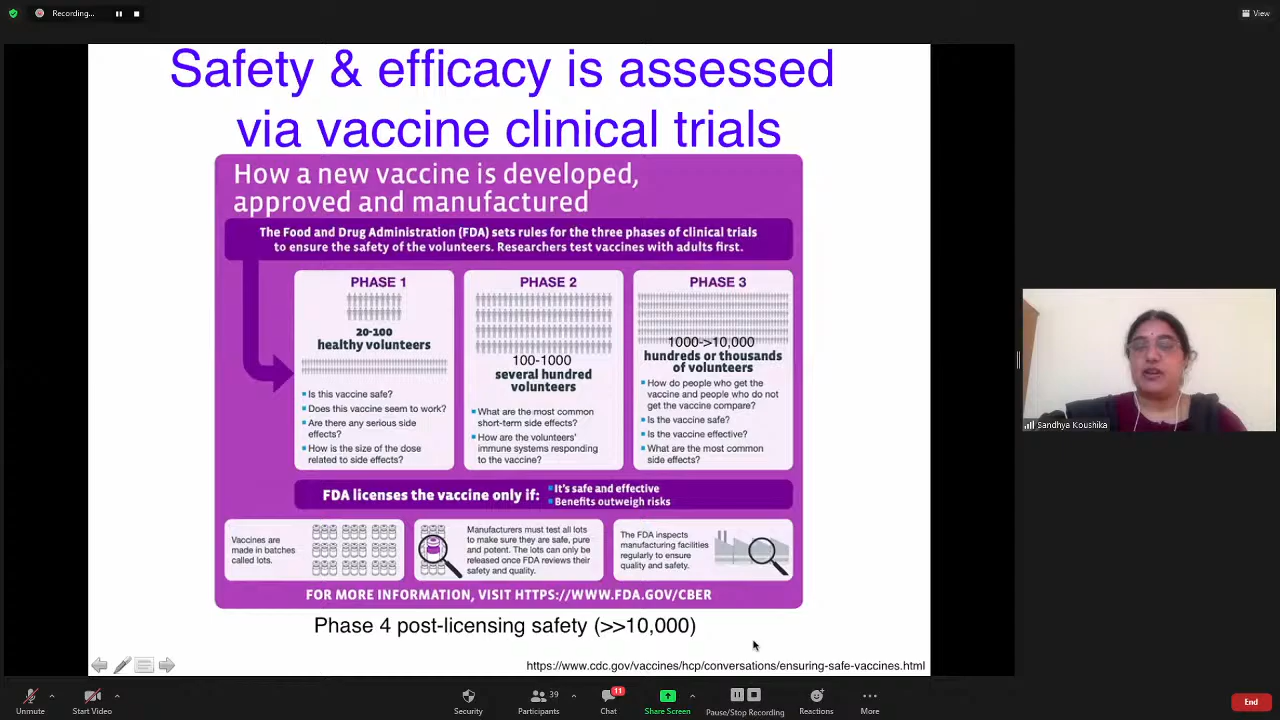 Recording...
View
Safety & efficacy is assessed
via vaccine clinical trials
How a new vaccine is developed,
approved and manufactured
The Food and Drug Administration (FDA) sets rules for the three phases of clinical trials
to ensure the safety of the volunteers. Researchers test vaccines with adults first.
PHASE 1
20-100
healthy volunteers
Is this vaccine safe?
Does this vaccine seem to work?
Are there any serious side
effects?
How is the size of the dose
related to side effects?
PHASE 2
100-1000
several hundred
volunteers
What are the most common
short-term side effects?
How are the volunteers'
immune systems responding
to the vaccine?
PHASE 3
1000->10,000
hundreds or thousands
of volunteers
How do people who get the
vaccine and people who do not
get the vaccine compare?
Is the vaccine safe?
Is the vaccine effective?
What are the most common
side effects?
FDA licenses the vaccine only if:
It's safe and effective
Benefits outweigh risks
Vaccines are
made in batches
called lots.
Manufacturers must test all lots
to make sure they are safe, pure
and potent. The lots can only be
released once FDA reviews their
safety and quality.
The FDA inspects
manufacturing facilities
regularly to ensure
quality and safety.
FOR MORE INFORMATION, VISIT HTTPS://WWW.FDA.GOV/CBER
Phase 4 post-licensing safety (>>10,000)
https://www.cdc.gov/vaccines/hcp/conversations/ensuring-safe-vaccines.html
Sandhya Koushika
Unmute
Start Video
Security
39
Participants
11
Chat
Share Screen
Pause/Stop Recording
Reactions
More
End